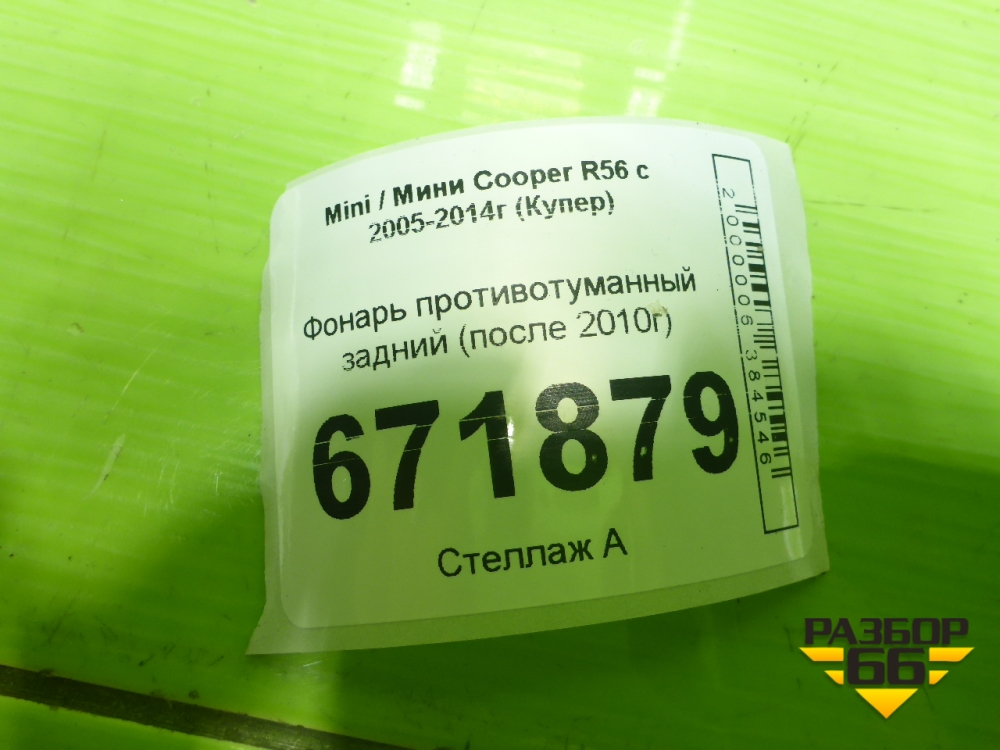 Mini / Мини Cooper R56 с
2005-2014г (Купер)
Фонарь противотуманный
задний (после 2010г)
671879
Стеллаж А
2000006384546
РАЗБОР
66